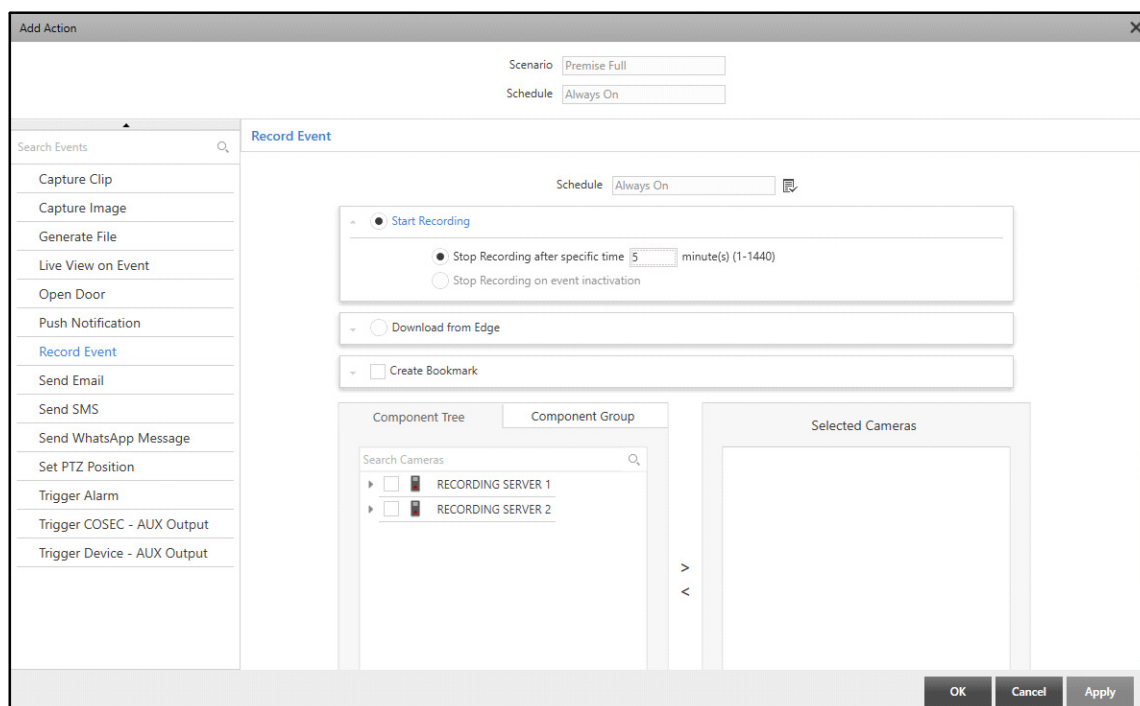 Add Action
Scenario Premise Full
Schedule Always On
Search Events
Capture Clip
Capture Image
Generate File
Live View on Event
Open Door
Push Notification
Record Event
Send Email
Send SMS
Send WhatsApp Message
Set PTZ Position
Trigger Alarm
Trigger COSEC - AUX Output
Trigger Device - AUX Output
Record Event
Schedule Always On
Start Recording
Stop Recording after specific time 5 minute(s) (1-1440)
Stop Recording on event inactivation
Download from Edge
Create Bookmark
Component Tree Component Group
Search Cameras
RECORDING SERVER 1
RECORDING SERVER 2
>
<
Selected Cameras
OK Cancel Apply